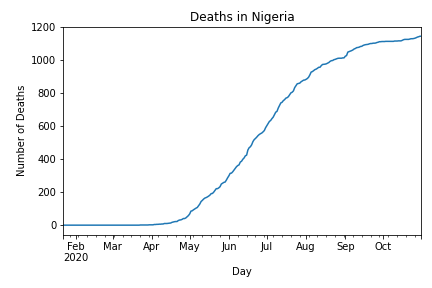 Deaths in Nigeria
1200
1000
800
600
400
200
0
Number of Deaths
Feb Mar Apr May Jun Jul Aug Sep Oct
2020
Day